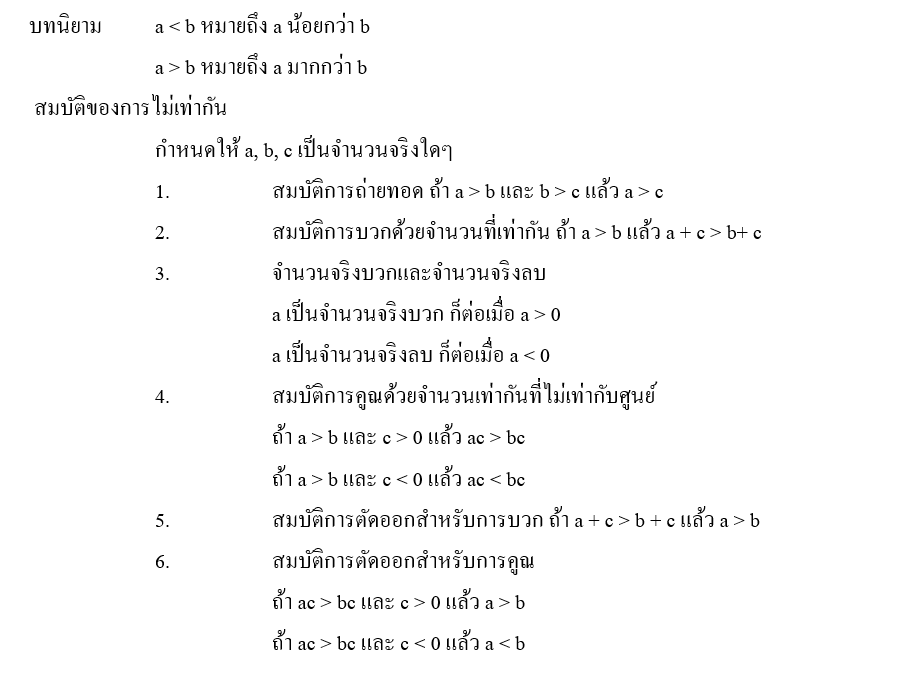 บทนิยาม a < b หมายถึง a น้อยกว่า b
a > b หมายถึง a มากกว่า b
สมบัติของการไม่เท่ากัน
กำหนดให้ a, b, c เป็นจำนวนจริงใดๆ
1. สมบัติการถ่ายทอด ถ้า a > b และ b > c แล้ว a > c
2. สมบัติการบวกด้วยจำนวนที่เท่ากัน ถ้า a > b แล้ว a + c > b+ c
3. จำนวนจริงบวกและจำนวนจริงลบ
a เป็นจำนวนจริงบวก ก็ต่อเมื่อ a > 0
a เป็นจำนวนจริงลบ ก็ต่อเมื่อ a < 0
4. สมบัติการคูณด้วยจำนวนเท่ากันที่ไม่เท่ากับศูนย์
ถ้า a > b และ c > 0 แล้ว ac > bc
ถ้า a > b และ c < 0 แล้ว ac < bc
5. สมบัติการตัดออกสำหรับการบวก ถ้า a + c > b + c แล้ว a > b
6. สมบัติการตัดออกสำหรับการคูณ
ถ้า ac > bc และ c > 0 แล้ว a > b
ถ้า ac > bc และ c < 0 แล้ว a < b